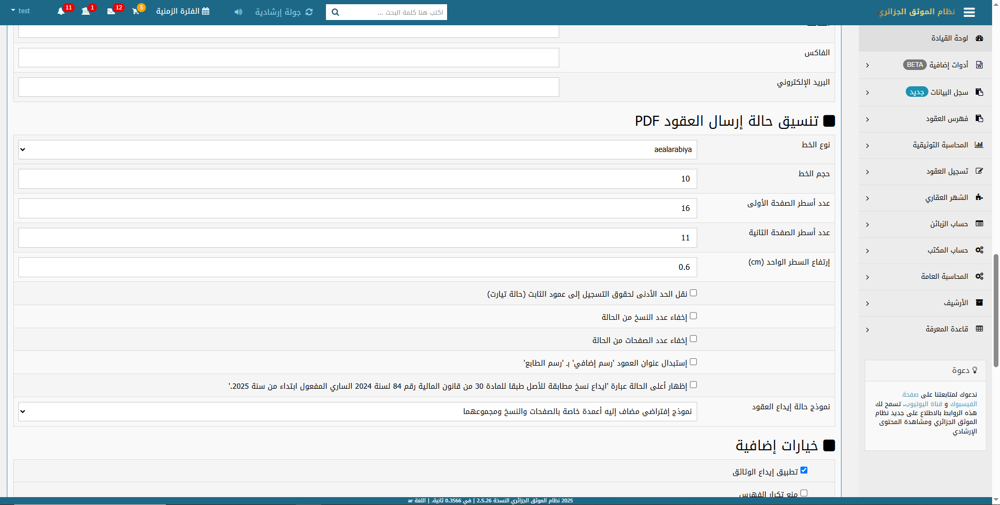 نظام الموثق الجزائري
اكتب هنا كلمة البحث ...
جولة إرشادية
الفترة الزمنية
5
12
1
11
test
لوحة القيادة
أدوات إضافية BETA
سجل البيانات جديد
فهرس العقود
المحاسبة التوثيقية
تسجيل العقود
الشهر العقاري
حساب الزبائن
حساب المكتب
المحاسبة العامة
الأرشيف
قاعدة المعرفة
دعوة
ندعوك لمتابعتنا على صفحة
الفيسبوك و قناة اليوتيوب. تسمح لك
هذه الروابط بالاطلاع على جديد نظام
الموثق الجزائري ومشاهدة المحتوى
الإرشادي
الفاكس
البريد الإلكتروني
تنسيق حالة إرسال العقود PDF
نوع الخط
aealarabiya
حجم الخط
10
عدد أسطر الصفحة الأولى
16
عدد أسطر الصفحة الثانية
11
إرتفاع السطر الواحد (cm)
0.6
نقل الحد الأدنى لحقوق التسجيل إلى عمود الثابت (حالة تيارت)
إخفاء عدد النسخ من الحالة
إخفاء عدد الصفحات من الحالة
إستبدال عنوان العمود 'رسم إضافي' بـ 'رسم الطابع'
إظهار أعلى الحالة عبارة 'ايداع نسخ مطابقة للأصل طبقا للمادة 30 من قانون المالية رقم 84 لسنة 2024 الساري المفعول ابتداء من سنة 2025.'
نموذج حالة إيداع العقود
نموذج إفتراضي مضاف إليه أعمدة خاصة بالصفحات والنسخ ومجموعهما
خيارات إضافية
تطبيق إيداع الوثائق
منع تكرار الفهرس
2025 نظام الموثق الجزائري النسخة 2.5.26 | في 0.3566 ثانية. | اللغة ar